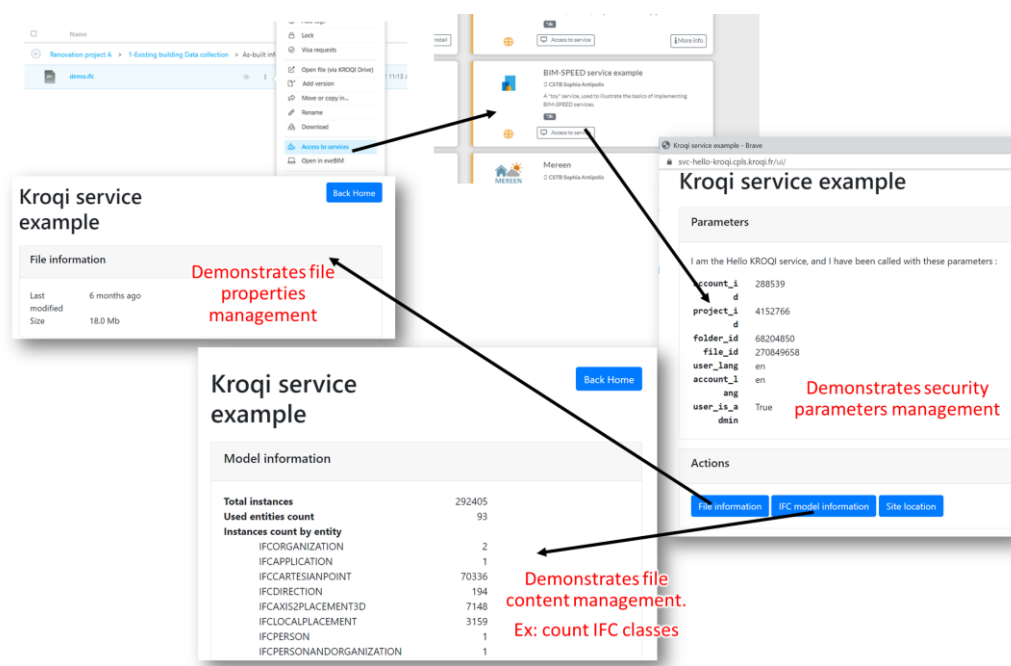 Name
Lock
Visa requests
Renovation project A > 1-Existing building Data collection > As-built inf
Open file (via KROQI Drive)
demo.ifc
11:13
Add version
Move or copy in...
Rename
Download
Access to services
Open in eveBIM
Access to service
More info
BIM-SPEED service example
CSTB Sophia Antipolis
A "toy" service, used to illustrate the basics of implementing
BIM-SPEED services.
Access to service
Mereen
CSTB Sophia Antipolis
MEREEN
Kroqi service example - Brave
svc-hello-kroqi.cpls.kroqi.fr/ui/
Kroqi service example
Parameters
I am the Hello KROQI service, and I have been called with these parameters :
account_i
d
288539
project_i
d
4152766
folder_id 68204850
file_id 270849658
user_lang en
account_l
ang
en
user_is_a
dmin
True
Demonstrates security
parameters management
Actions
File information
IFC model information
Site location
Kroqi service
example
Back Home
File information
Last
modified
6 months ago
Size 18.0 Mb
Demonstrates file
properties
management
Kroqi service
example
Back Home
Model information
Total instances 292405
Used entities count 93
Instances count by entity
IFCORGANIZATION 2
IFCAPPLICATION 1
IFCCARTESIANPOINT 70336
IFCDIRECTION 194
IFCAXIS2PLACEMENT3D 7148
IFCLOCALPLACEMENT 3159
IFCPERSON 1
IFCPERSONANDORGANIZATION 1
Demonstrates file
content management.
Ex: count IFC classes